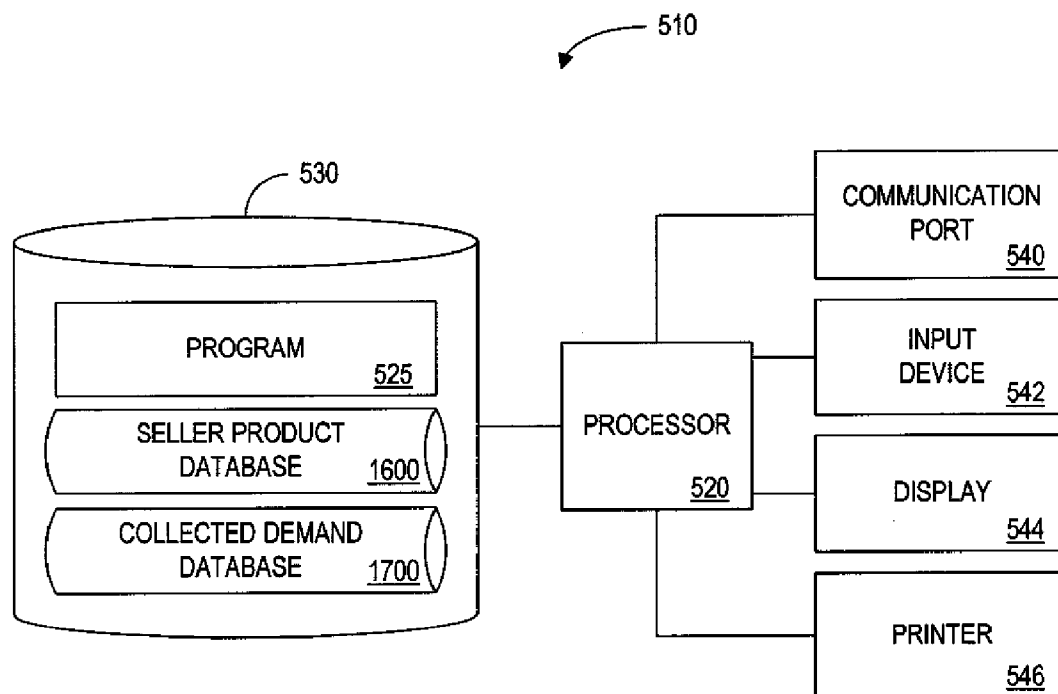 510
530
PROGRAM
525
SELLER PRODUCT
DATABASE
1600
COLLECTED DEMAND
DATABASE
1700
PROCESSOR
520
COMMUNICATION
PORT
540
INPUT
DEVICE
542
DISPLAY
544
PRINTER
546